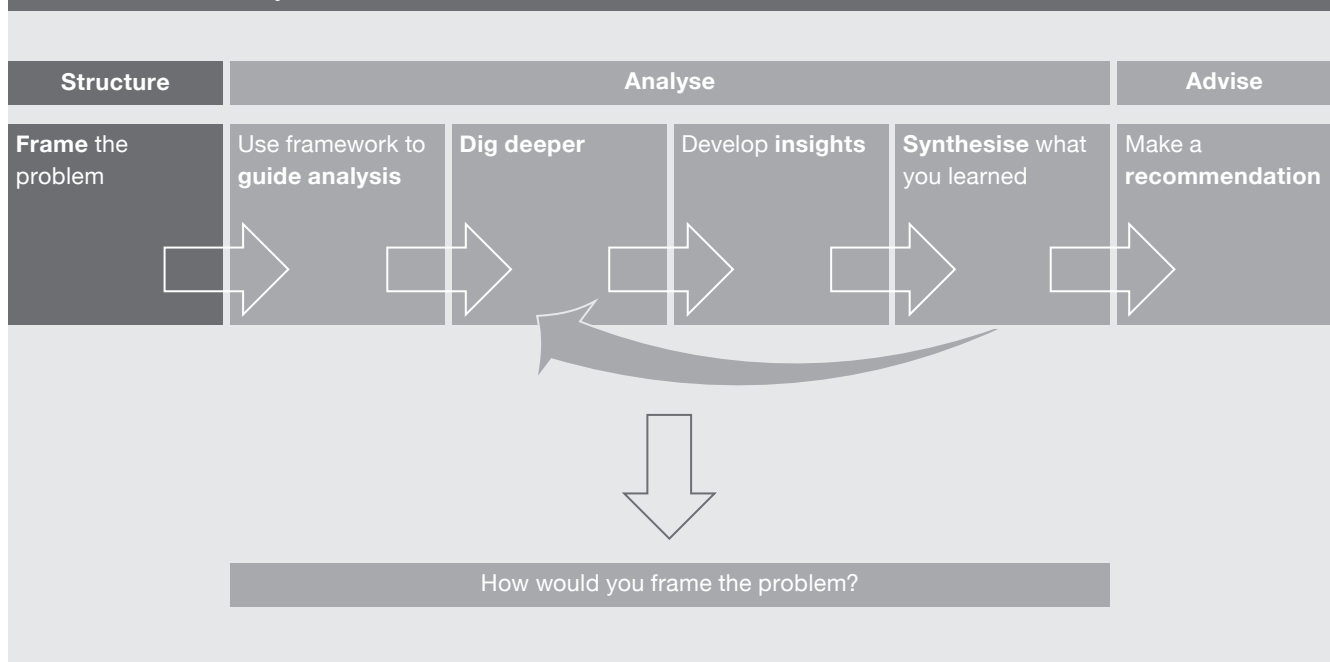 Structure
Analyse
Advise
Frame the
problem
Use framework to
guide analysis
Dig deeper
Develop insights
Synthesise what
you learned
Make a
recommendation
How would you frame the problem?